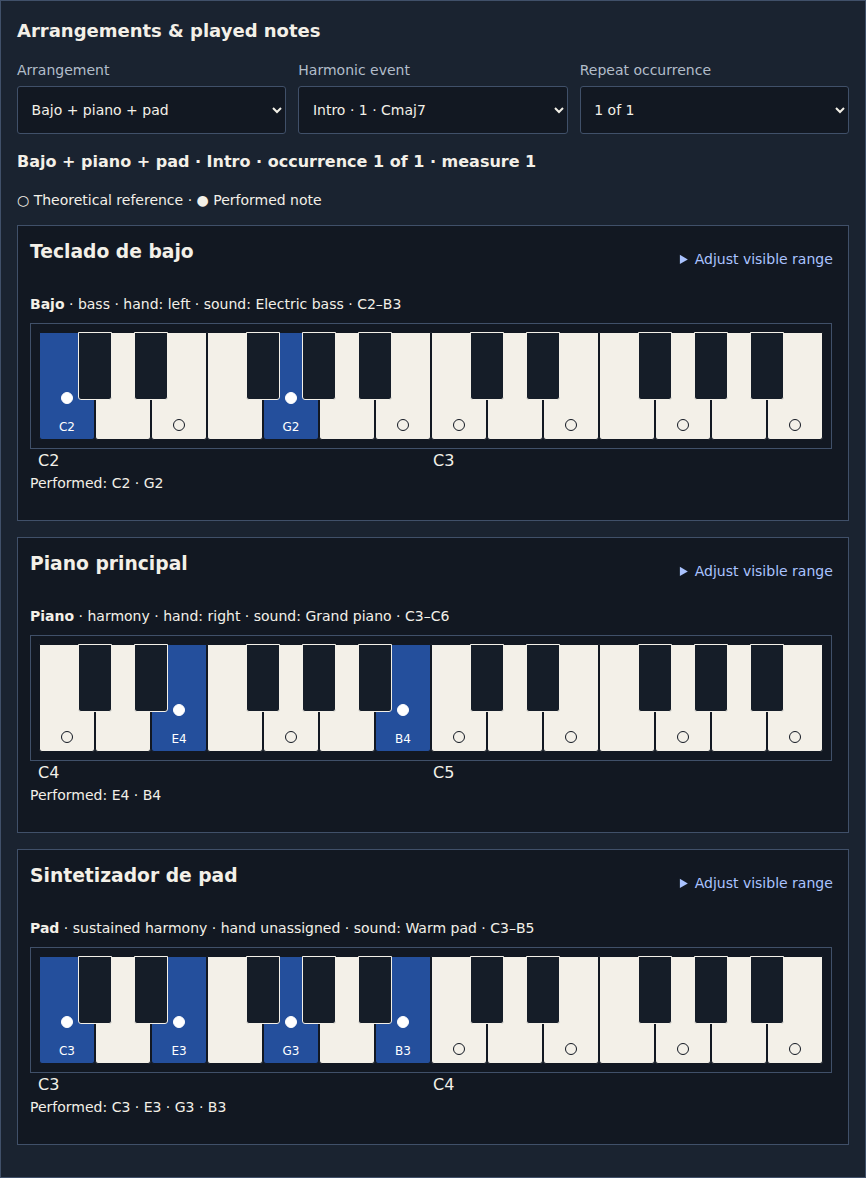 Arrangements & played notes
Arrangement Harmonic event Repeat occurrence
Bajo + piano + pad Intro · 1 · Cmaj7 1 of 1
Bajo + piano + pad · Intro · occurrence 1 of 1 · measure 1
○ Theoretical reference · ● Performed note
Teclado de bajo
▶ Adjust visible range
Bajo · bass · hand: left · sound: Electric bass · C2–B3
C2 G2
C2 C3
Performed: C2 · G2
Piano principal
▶ Adjust visible range
Piano · harmony · hand: right · sound: Grand piano · C3–C6
E4 B4
C4 C5
Performed: E4 · B4
Sintetizador de pad
▶ Adjust visible range
Pad · sustained harmony · hand unassigned · sound: Warm pad · C3–B5
C3 E3 G3 B3
C3 C4
Performed: C3 · E3 · G3 · B3